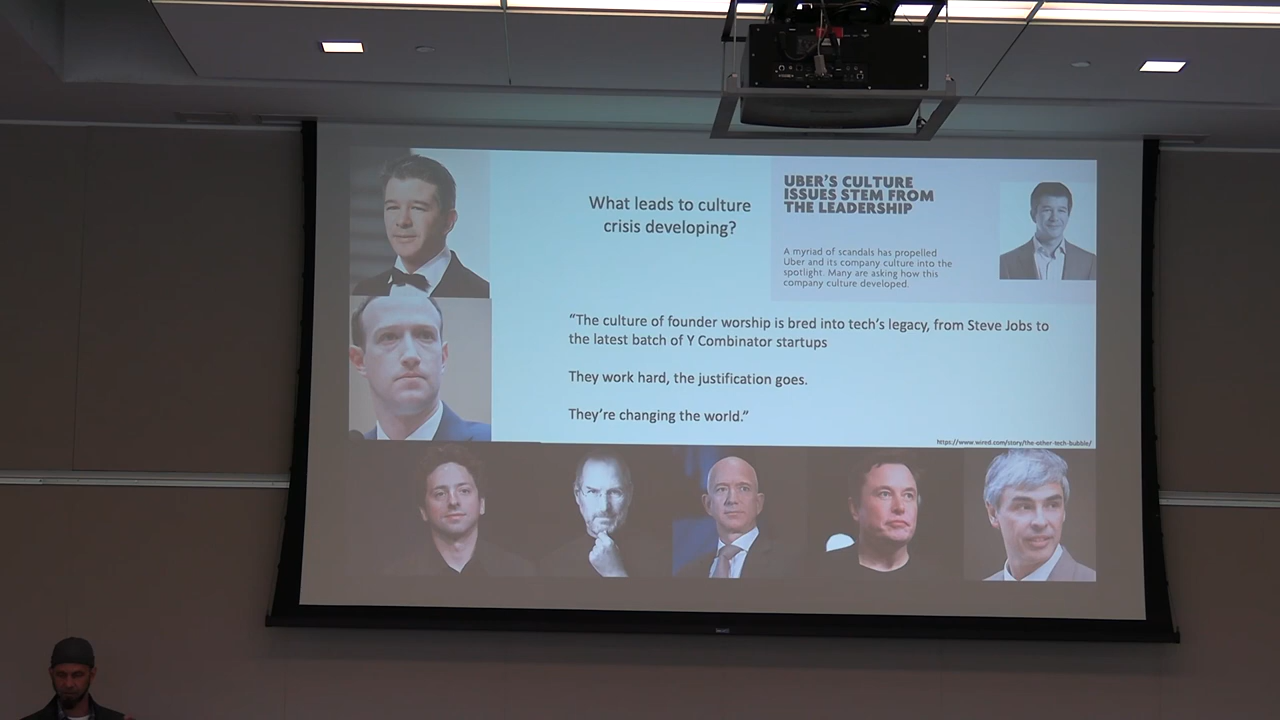 What leads to culture
crisis developing?
UBER'S CULTURE
ISSUES STEM FROM
THE LEADERSHIP
A myriad of scandals has propelled
Uber and its company culture into the
spotlight. Many are asking how this
company culture developed.
“The culture of founder worship is bred into tech’s legacy, from Steve Jobs to
the latest batch of Y Combinator startups
They work hard, the justification goes.
They’re changing the world.”
https://www.wired.com/story/the-other-tech-bubble/